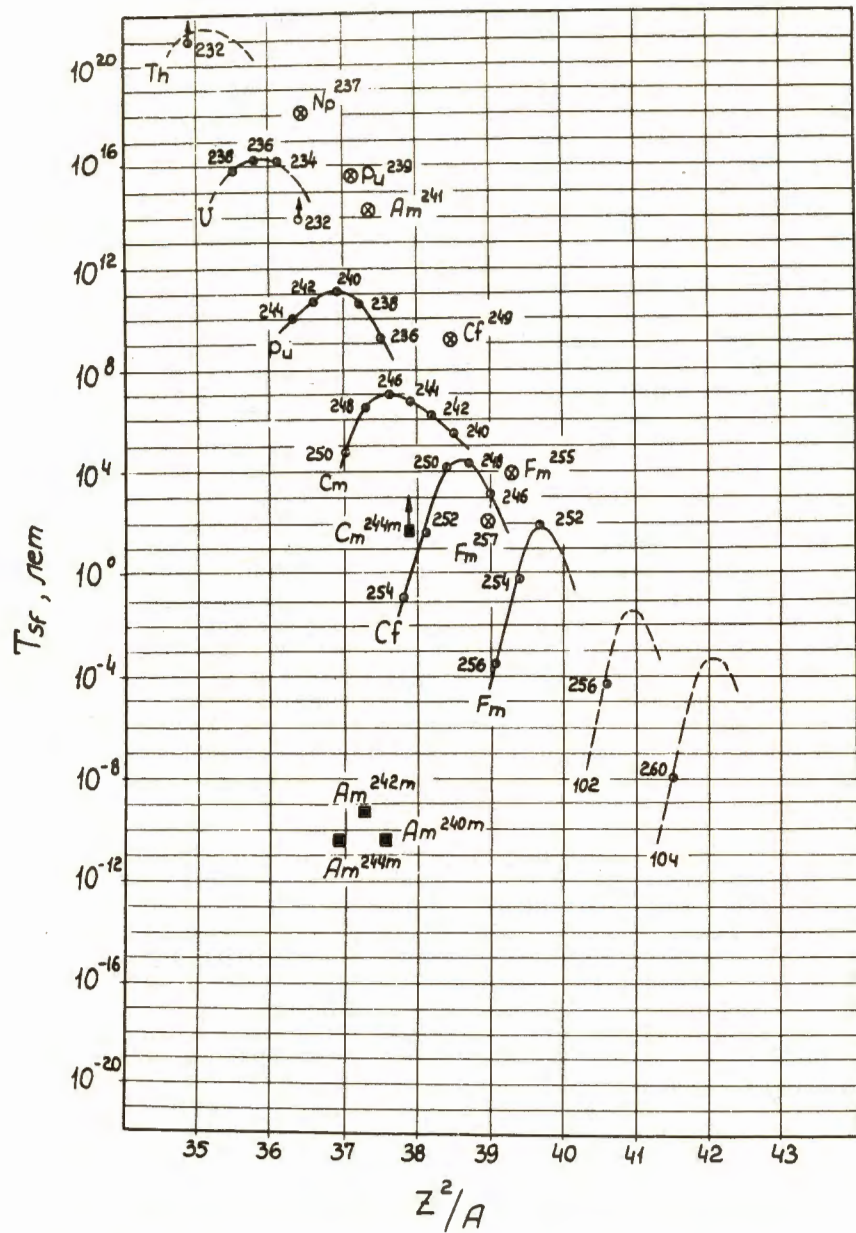 T_sf, лет
10^20
10^16
10^12
10^8
10^4
10^0
10^-4
10^-8
10^-12
10^-16
10^-20
232
Th
Np^237
238
236
234
U
232
Pu^239
Am^241
244
242
240
238
236
Pu
Cf^249
250
248
246
244
242
240
Cm
Cm^244m
254
252
250
248
246
Cf
Fm^255
Fm^257
256
254
252
Fm
256
102
260
104
Am^242m
Am^240m
Am^244m
35 36 37 38 39 40 41 42 43
Z^2/A